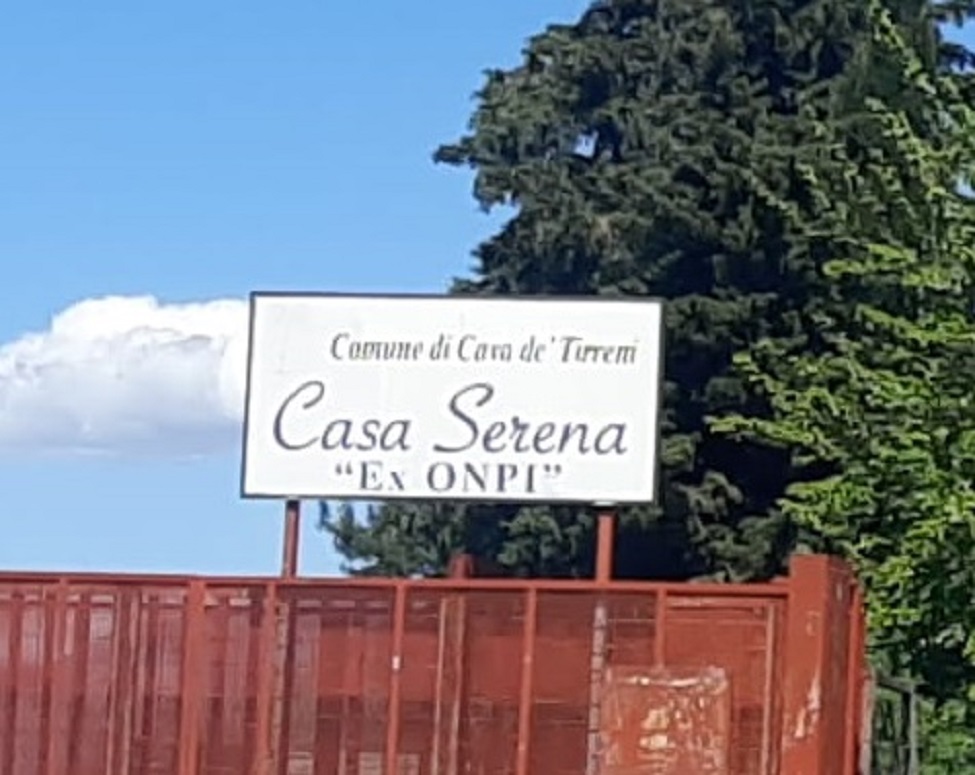 Comune di Cava de' Tirreni
Casa Serena
“Ex ONPI”